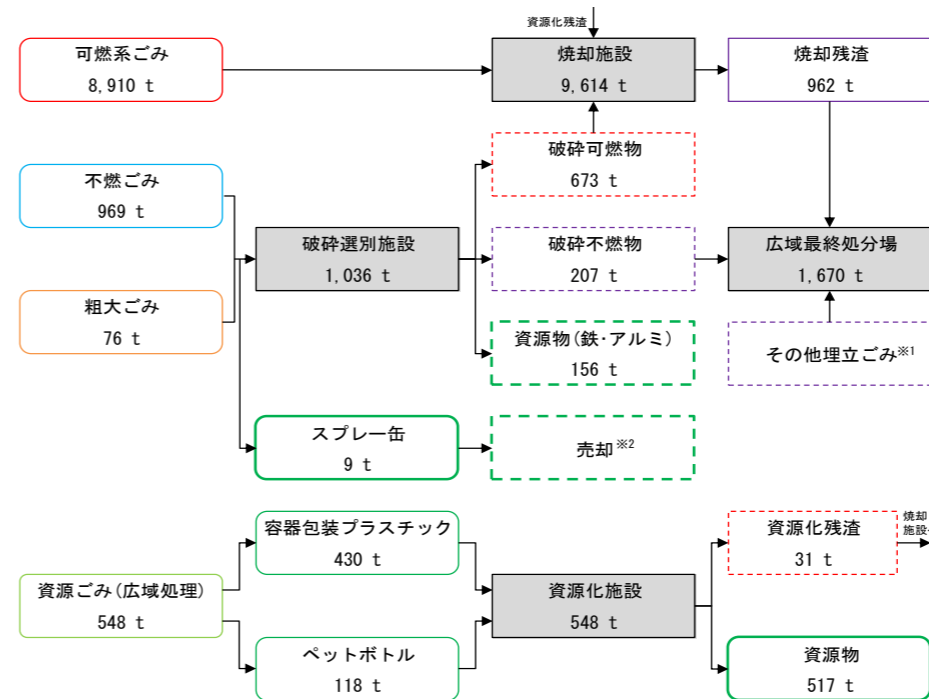 資源化残渣
可燃系ごみ
8,910 t
焼却施設
9,614 t
焼却残渣
962 t
破砕可燃物
673 t
不燃ごみ
969 t
破砕選別施設
1,036 t
破砕不燃物
207 t
広域最終処分場
1,670 t
粗大ごみ
76 t
資源物(鉄・アルミ)
156 t
その他埋立ごみ※1
スプレー缶
9 t
売却※2
容器包装プラスチック
430 t
資源化残渣
31 t
焼却
施設
資源ごみ(広域処理)
548 t
資源化施設
548 t
ペットボトル
118 t
資源物
517 t